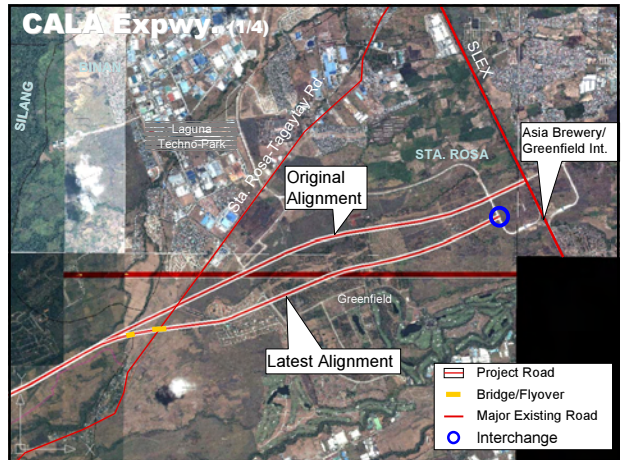 CALA Expwy. (1/4)
SLEX
BIÑAN
SILANG
Laguna
Techno-Park
Sta. Rosa-Tagaytay Rd.
Asia Brewery/
Greenfield Int.
STA. ROSA
Original
Alignment
Greenfield
Latest Alignment
Project Road
Bridge/Flyover
Major Existing Road
Interchange
Y
X